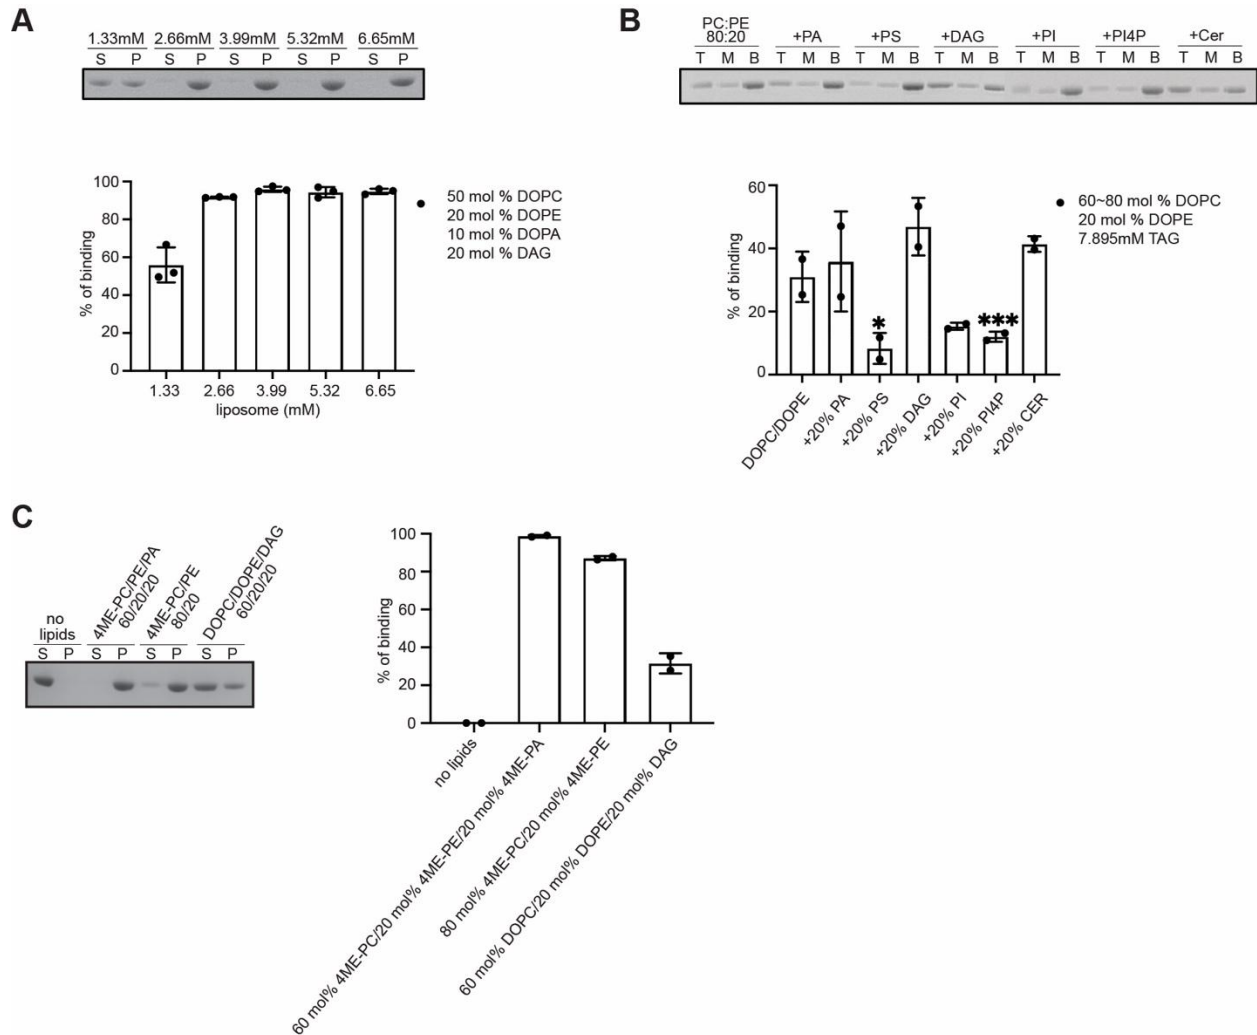 A
1.33mM 2.66mM 3.99mM 5.32mM 6.65mM
S P S P S P S P S P
% of binding
100
80
60
40
20
0
1.33 2.66 3.99 5.32 6.65
liposome (mM)
50 mol % DOPC
20 mol % DOPE
10 mol % DOPA
20 mol % DAG
B
PC:PE
80:20 +PA +PS +DAG +PI +PI4P +Cer
T M B T M B T M B T M B T M B T M B T M B
% of binding
60
40
20
0
* ***
DOPC/DOPE
+20% PA
+20% PS
+20% DAG
+20% PI
+20% PI4P
+20% CER
60~80 mol % DOPC
20 mol % DOPE
7.895mM TAG
C
no
lipids
4ME-PC/PE/PA
60/20/20
4ME-PC/PE
80/20
DOPC/DOPE/DAG
60/20/20
S P S P S P S P
% of binding
100
80
60
40
20
0
no lipids
60 mol% 4ME-PC/20 mol% 4ME-PE/20 mol% 4ME-PA
80 mol% 4ME-PC/20 mol% 4ME-PE
60 mol% DOPC/20 mol% DOPE/20 mol% DAG